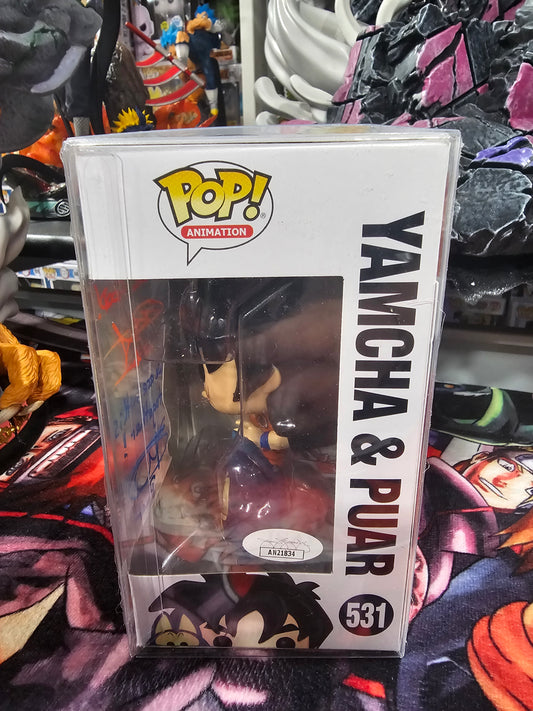 POP!
®
ANIMATION
YAMCHA & PUAR
531
AN21834